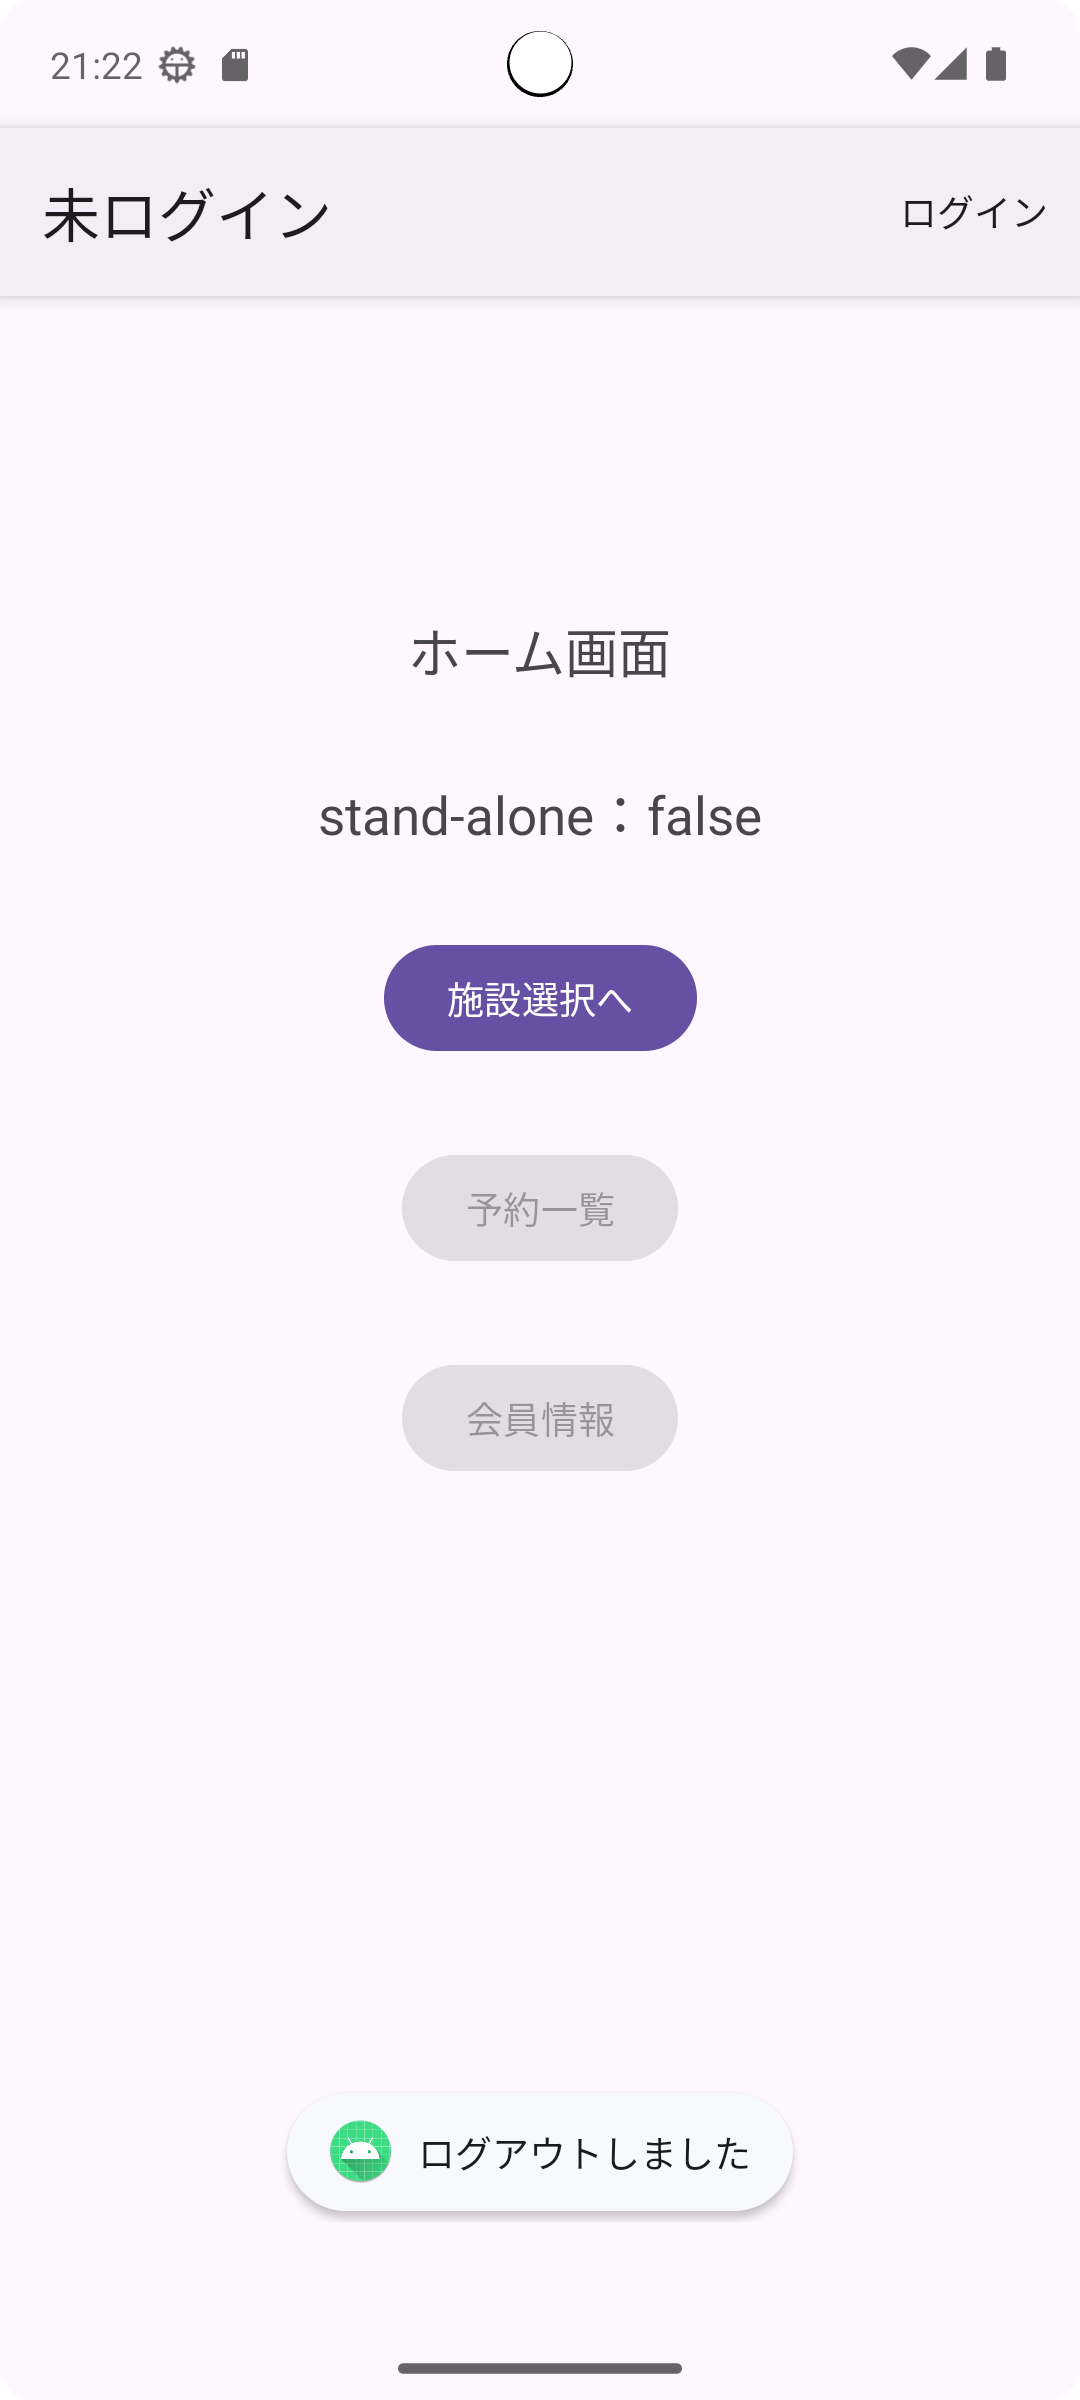 21:22
未ログイン
ログイン
ホーム画面
stand-alone：false
施設選択へ
予約一覧
会員情報
ログアウトしました